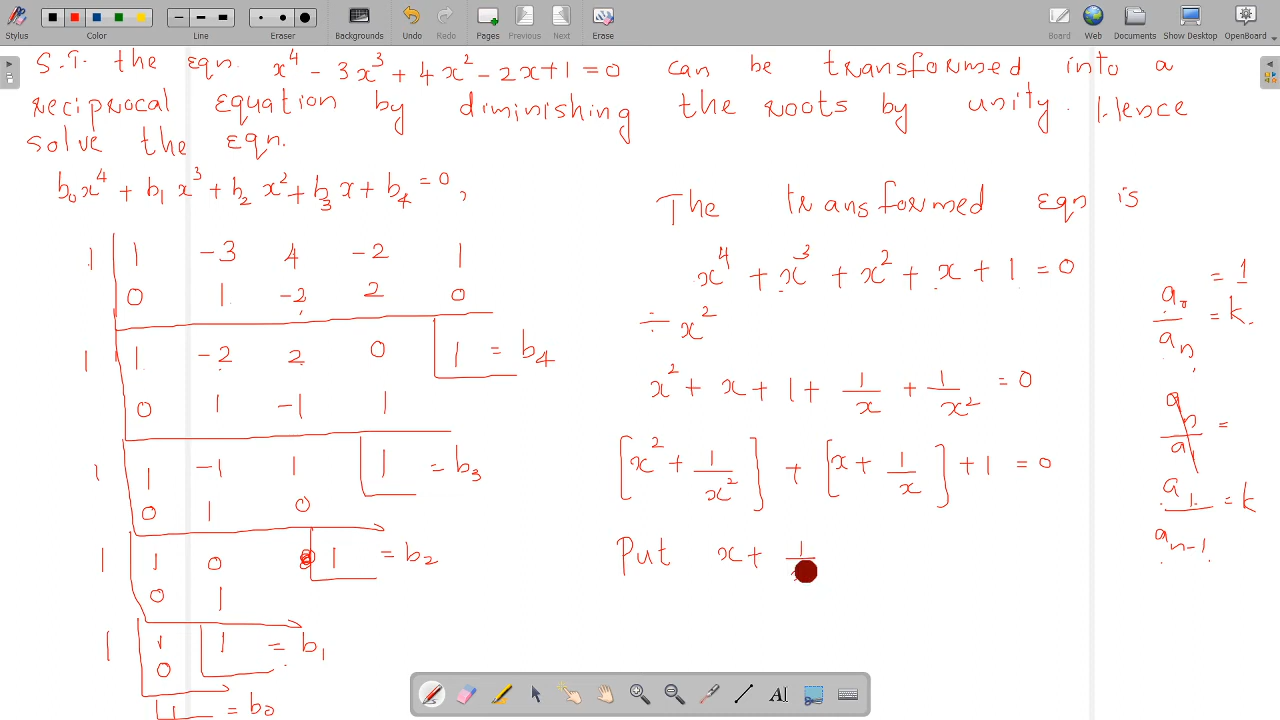 Stylus Color Line Eraser Backgrounds Undo Redo Pages Previous Next Erase Board Web Documents Show Desktop OpenBoard
S.T. the eqn. x⁴ - 3x³ + 4x² - 2x + 1 = 0 can be transformed into a
reciprocal equation by diminishing the roots by unity. Hence
solve the eqn.
b₀x⁴ + b₁x³ + b₂x² + b₃x + b₄ = 0,
1 | 1 -3 4 -2 1
0 1 -2 2 0
1 | 1 -2 2 0 | 1 = b₄
0 1 -1 1
1 | 1 -1 1 | 1 = b₃
0 1 0
1 | 1 0 | 1 = b₂
0 1
1 | 1 | 1 = b₁
0
1 = b₀
The transformed eqn is
x⁴ + x³ + x² + x + 1 = 0
÷ x²
x² + x + 1 + 1/x + 1/x² = 0
[x² + 1/x²] + [x + 1/x] + 1 = 0
Put x + 1/
= 1
a₀/aₙ = k.
aₙ/a₁ =
a₁/aₙ₋₁ = k
AI